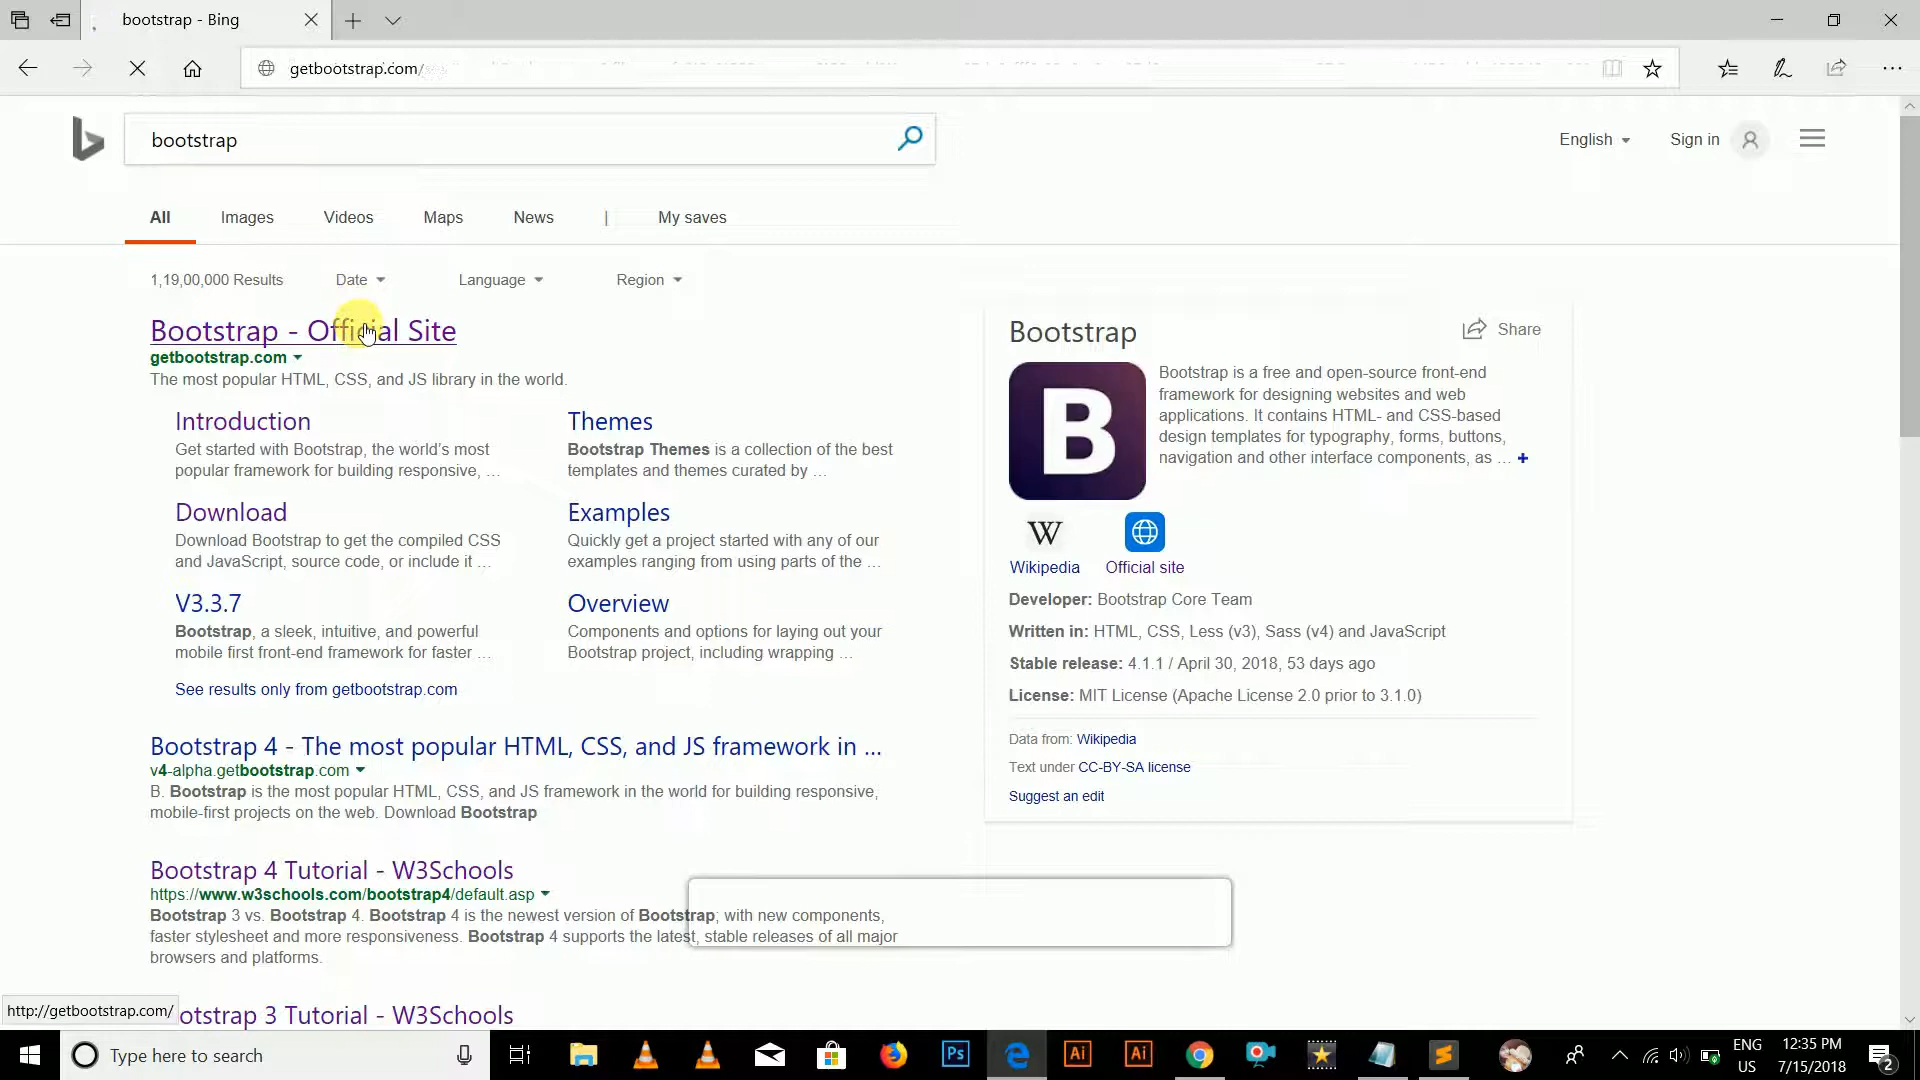 bootstrap - Bing
getbootstrap.com/
bootstrap
English
Sign in
All
Images
Videos
Maps
News
|
My saves
1,19,00,000 Results
Date
Language
Region
Bootstrap - Official Site
getbootstrap.com
The most popular HTML, CSS, and JS library in the world.
Introduction
Get started with Bootstrap, the world's most
popular framework for building responsive, ...
Themes
Bootstrap Themes is a collection of the best
templates and themes curated by ...
Download
Download Bootstrap to get the compiled CSS
and JavaScript, source code, or include it ...
Examples
Quickly get a project started with any of our
examples ranging from using parts of the ...
V3.3.7
Bootstrap, a sleek, intuitive, and powerful
mobile first front-end framework for faster ...
Overview
Components and options for laying out your
Bootstrap project, including wrapping ...
See results only from getbootstrap.com
Bootstrap 4 - The most popular HTML, CSS, and JS framework in ...
v4-alpha.getbootstrap.com
B. Bootstrap is the most popular HTML, CSS, and JS framework in the world for building responsive,
mobile-first projects on the web. Download Bootstrap
Bootstrap 4 Tutorial - W3Schools
https://www.w3schools.com/bootstrap4/default.asp
Bootstrap 3 vs. Bootstrap 4. Bootstrap 4 is the newest version of Bootstrap; with new components,
faster stylesheet and more responsiveness. Bootstrap 4 supports the latest, stable releases of all major
browsers and platforms.
otstrap 3 Tutorial - W3Schools
http://getbootstrap.com/
Bootstrap
Share
B
Bootstrap is a free and open-source front-end
framework for designing websites and web
applications. It contains HTML- and CSS-based
design templates for typography, forms, buttons,
navigation and other interface components, as ... +
W
Wikipedia
Official site
Developer: Bootstrap Core Team
Written in: HTML, CSS, Less (v3), Sass (v4) and JavaScript
Stable release: 4.1.1 / April 30, 2018, 53 days ago
License: MIT License (Apache License 2.0 prior to 3.1.0)
Data from: Wikipedia
Text under CC-BY-SA license
Suggest an edit
Type here to search
Ps
Ai
Ai
ENG
US
12:35 PM
7/15/2018
2